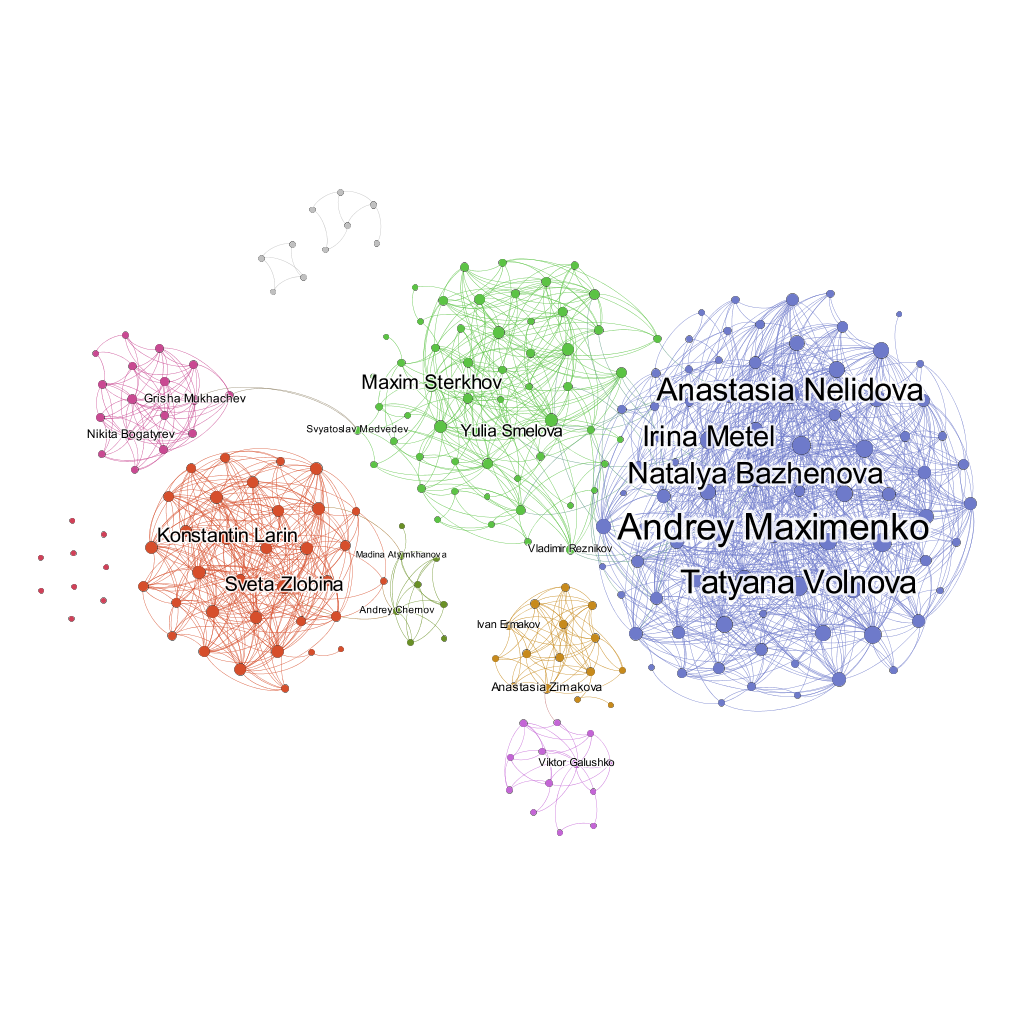 Maxim Sterkhov
Anastasia Nelidova
Grisha Mukhachev
Svyatoslav Medvedev
Nikita Bogatyrev
Yulia Smelova
Irina Metel
Natalya Bazhenova
Konstantin Larin
Andrey Maximenko
Vladimir Reznikov
Madina Atymkhanova
Sveta Zlobina
Tatyana Volnova
Andrey Chernov
Ivan Ermakov
Anastasia Zimakova
Viktor Galushko